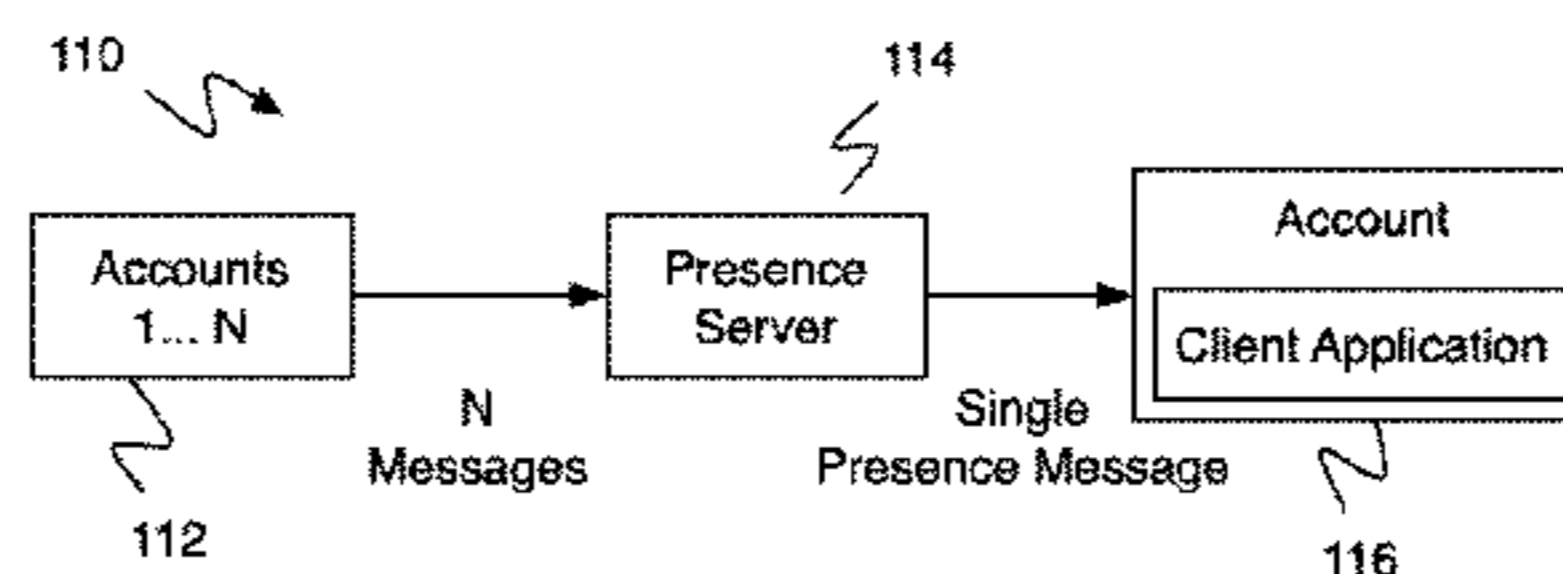 110
114
Accounts
1... N
Presence
Server
Account
Client Application
N
Messages
Single
Presence Message
112
116